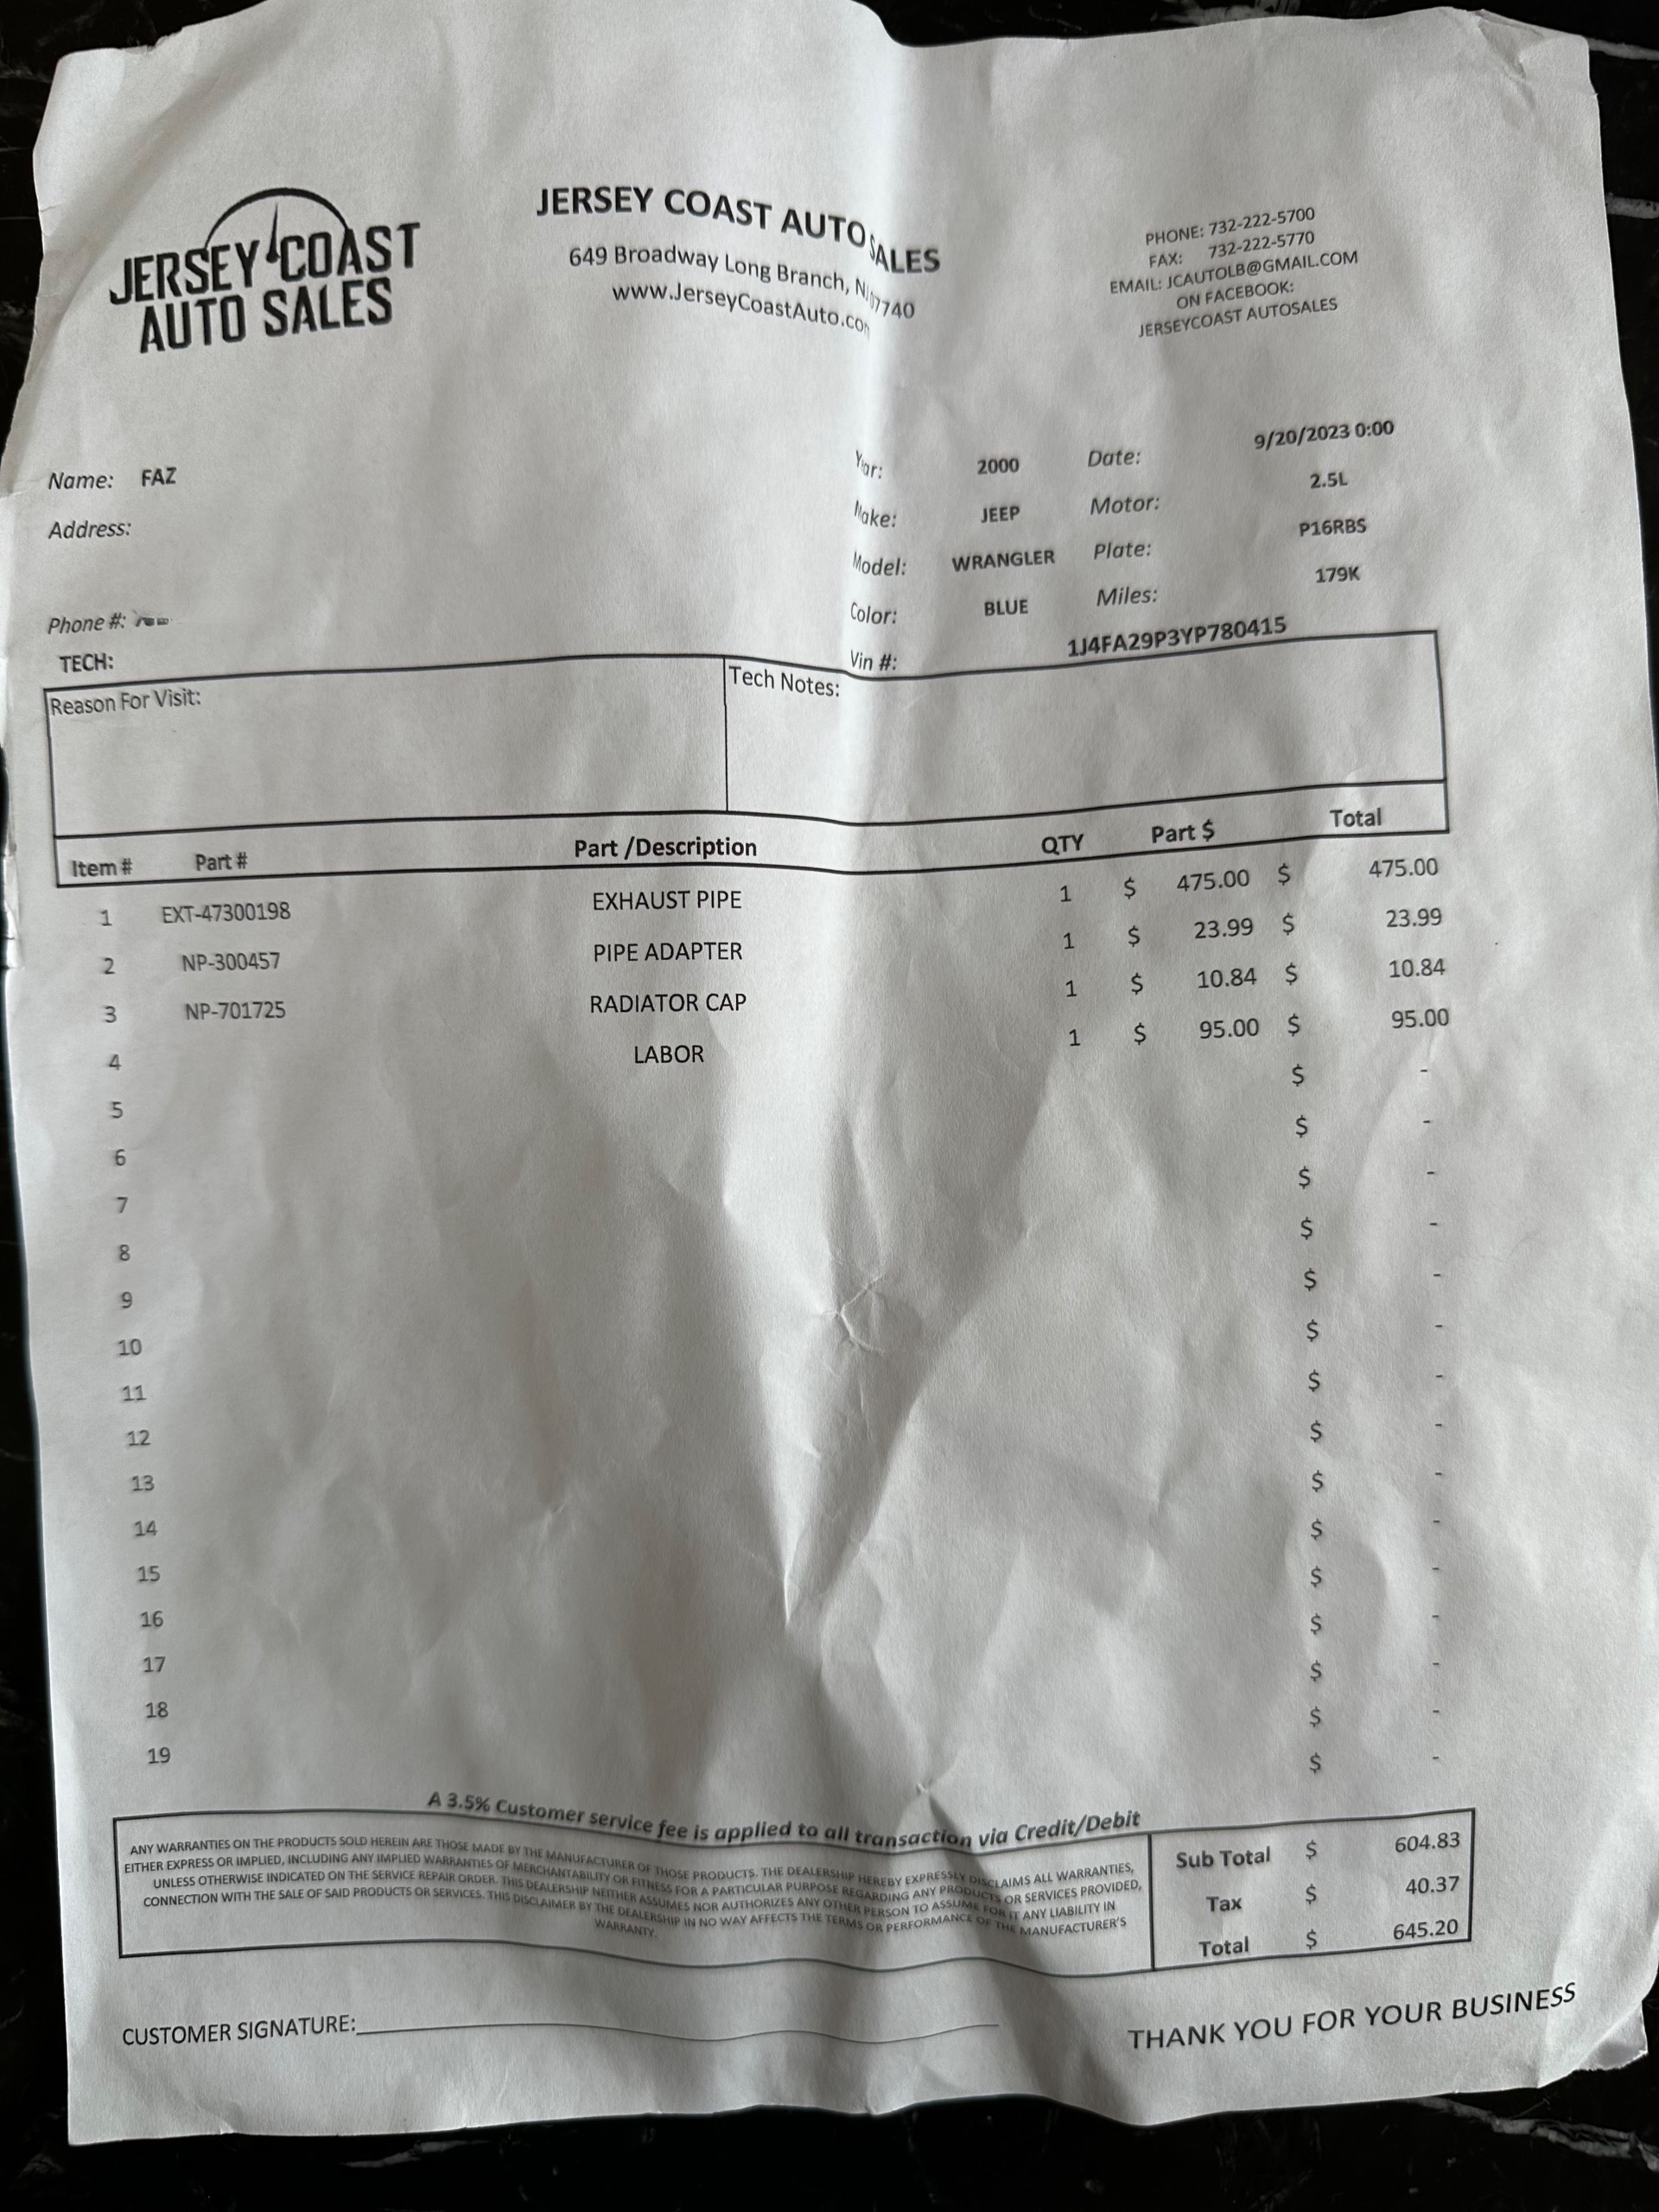 JERSEY COAST
AUTO SALES
JERSEY COAST AUTO SALES
649 Broadway Long Branch, NJ 07740
www.JerseyCoastAuto.com
PHONE: 732-222-5700
FAX: 732-222-5770
EMAIL: JCAUTOLB@GMAIL.COM
ON FACEBOOK:
JERSEYCOAST AUTOSALES
Name: FAZ
Address:
Phone #:
TECH:
Year: 2000 Date: 9/20/2023 0:00
Make: JEEP Motor: 2.5L
Model: WRANGLER Plate: P16RBS
Color: BLUE Miles: 179K
Vin #: 1J4FA29P3YP780415
Reason For Visit: Tech Notes:
Item # Part # Part /Description QTY Part $ Total
1 EXT-47300198 EXHAUST PIPE 1 $ 475.00 $ 475.00
2 NP-300457 PIPE ADAPTER 1 $ 23.99 $ 23.99
3 NP-701725 RADIATOR CAP 1 $ 10.84 $ 10.84
4 LABOR 1 $ 95.00 $ 95.00
5 $ -
6 $ -
7 $ -
8 $ -
9 $ -
10 $ -
11 $ -
12 $ -
13 $ -
14 $ -
15 $ -
16 $ -
17 $ -
18 $ -
19 $ -
A 3.5% Customer service fee is applied to all transaction via Credit/Debit
ANY WARRANTIES ON THE PRODUCTS SOLD HEREIN ARE THOSE MADE BY THE MANUFACTURER OF THOSE PRODUCTS. THE DEALERSHIP HEREBY EXPRESSLY DISCLAIMS ALL WARRANTIES,
EITHER EXPRESS OR IMPLIED, INCLUDING ANY IMPLIED WARRANTIES OF MERCHANTABILITY OR FITNESS FOR A PARTICULAR PURPOSE REGARDING ANY PRODUCTS OR SERVICES PROVIDED,
UNLESS OTHERWISE INDICATED ON THE SERVICE REPAIR ORDER. THIS DEALERSHIP NEITHER ASSUMES NOR AUTHORIZES ANY OTHER PERSON TO ASSUME FOR IT ANY LIABILITY IN
CONNECTION WITH THE SALE OF SAID PRODUCTS OR SERVICES. THIS DISCLAIMER BY THE DEALERSHIP IN NO WAY AFFECTS THE TERMS OR PERFORMANCE OF THE MANUFACTURER'S
WARRANTY.
Sub Total $ 604.83
Tax $ 40.37
Total $ 645.20
CUSTOMER SIGNATURE:
THANK YOU FOR YOUR BUSINESS